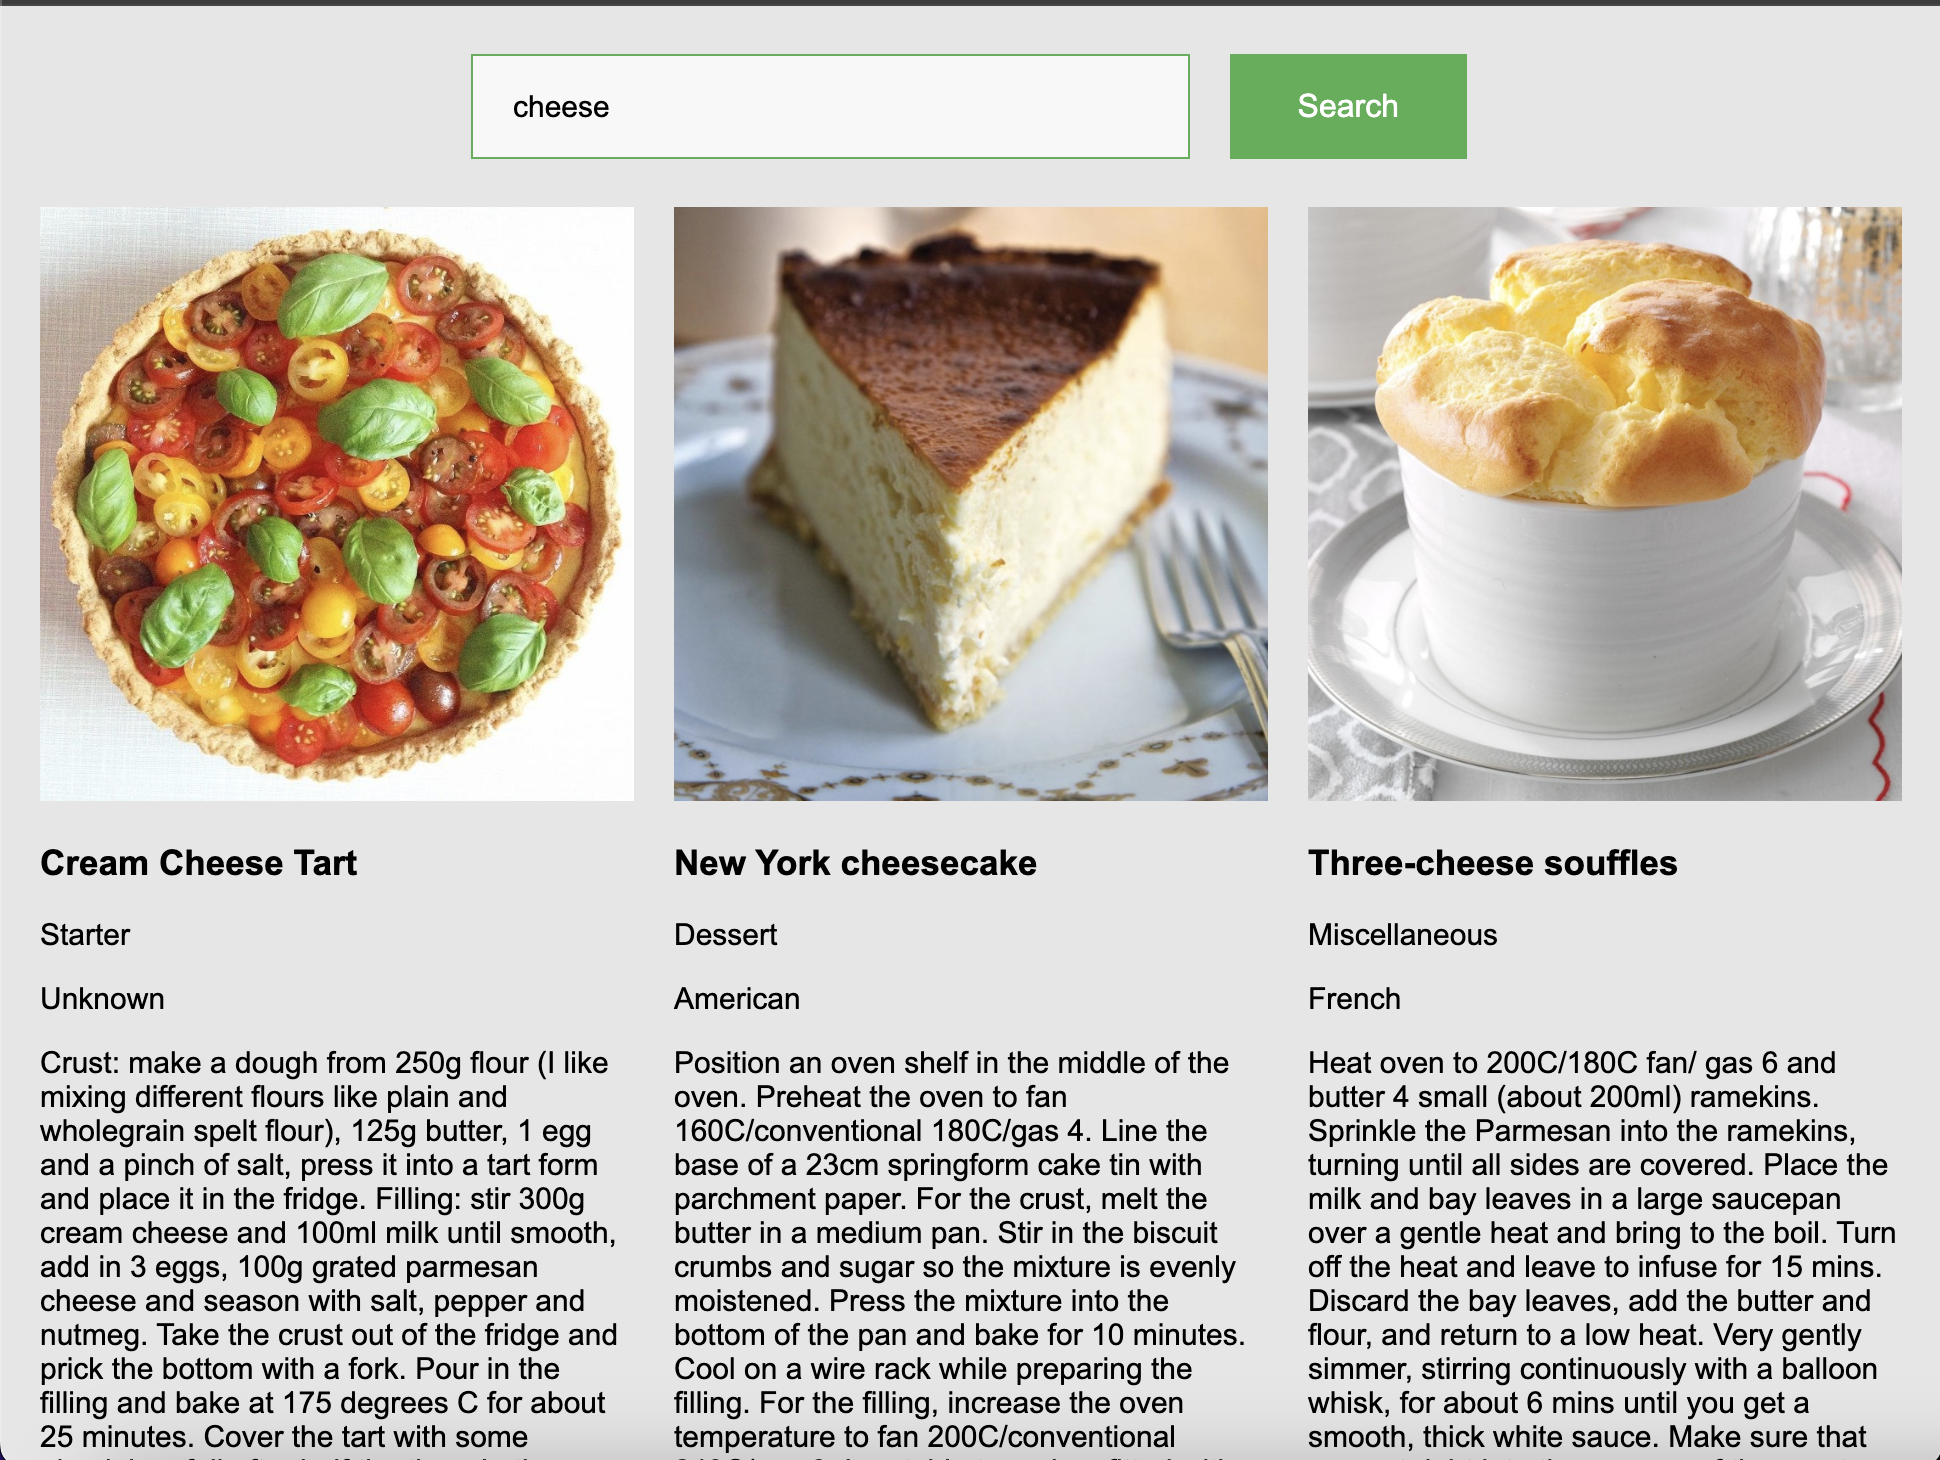 cheese
Search
Cream Cheese Tart
Starter
Unknown
Crust: make a dough from 250g flour (I like
mixing different flours like plain and
wholegrain spelt flour), 125g butter, 1 egg
and a pinch of salt, press it into a tart form
and place it in the fridge. Filling: stir 300g
cream cheese and 100ml milk until smooth,
add in 3 eggs, 100g grated parmesan
cheese and season with salt, pepper and
nutmeg. Take the crust out of the fridge and
prick the bottom with a fork. Pour in the
filling and bake at 175 degrees C for about
25 minutes. Cover the tart with some
New York cheesecake
Dessert
American
Position an oven shelf in the middle of the
oven. Preheat the oven to fan
160C/conventional 180C/gas 4. Line the
base of a 23cm springform cake tin with
parchment paper. For the crust, melt the
butter in a medium pan. Stir in the biscuit
crumbs and sugar so the mixture is evenly
moistened. Press the mixture into the
bottom of the pan and bake for 10 minutes.
Cool on a wire rack while preparing the
filling. For the filling, increase the oven
temperature to fan 200C/conventional
Three-cheese souffles
Miscellaneous
French
Heat oven to 200C/180C fan/ gas 6 and
butter 4 small (about 200ml) ramekins.
Sprinkle the Parmesan into the ramekins,
turning until all sides are covered. Place the
milk and bay leaves in a large saucepan
over a gentle heat and bring to the boil. Turn
off the heat and leave to infuse for 15 mins.
Discard the bay leaves, add the butter and
flour, and return to a low heat. Very gently
simmer, stirring continuously with a balloon
whisk, for about 6 mins until you get a
smooth, thick white sauce. Make sure that